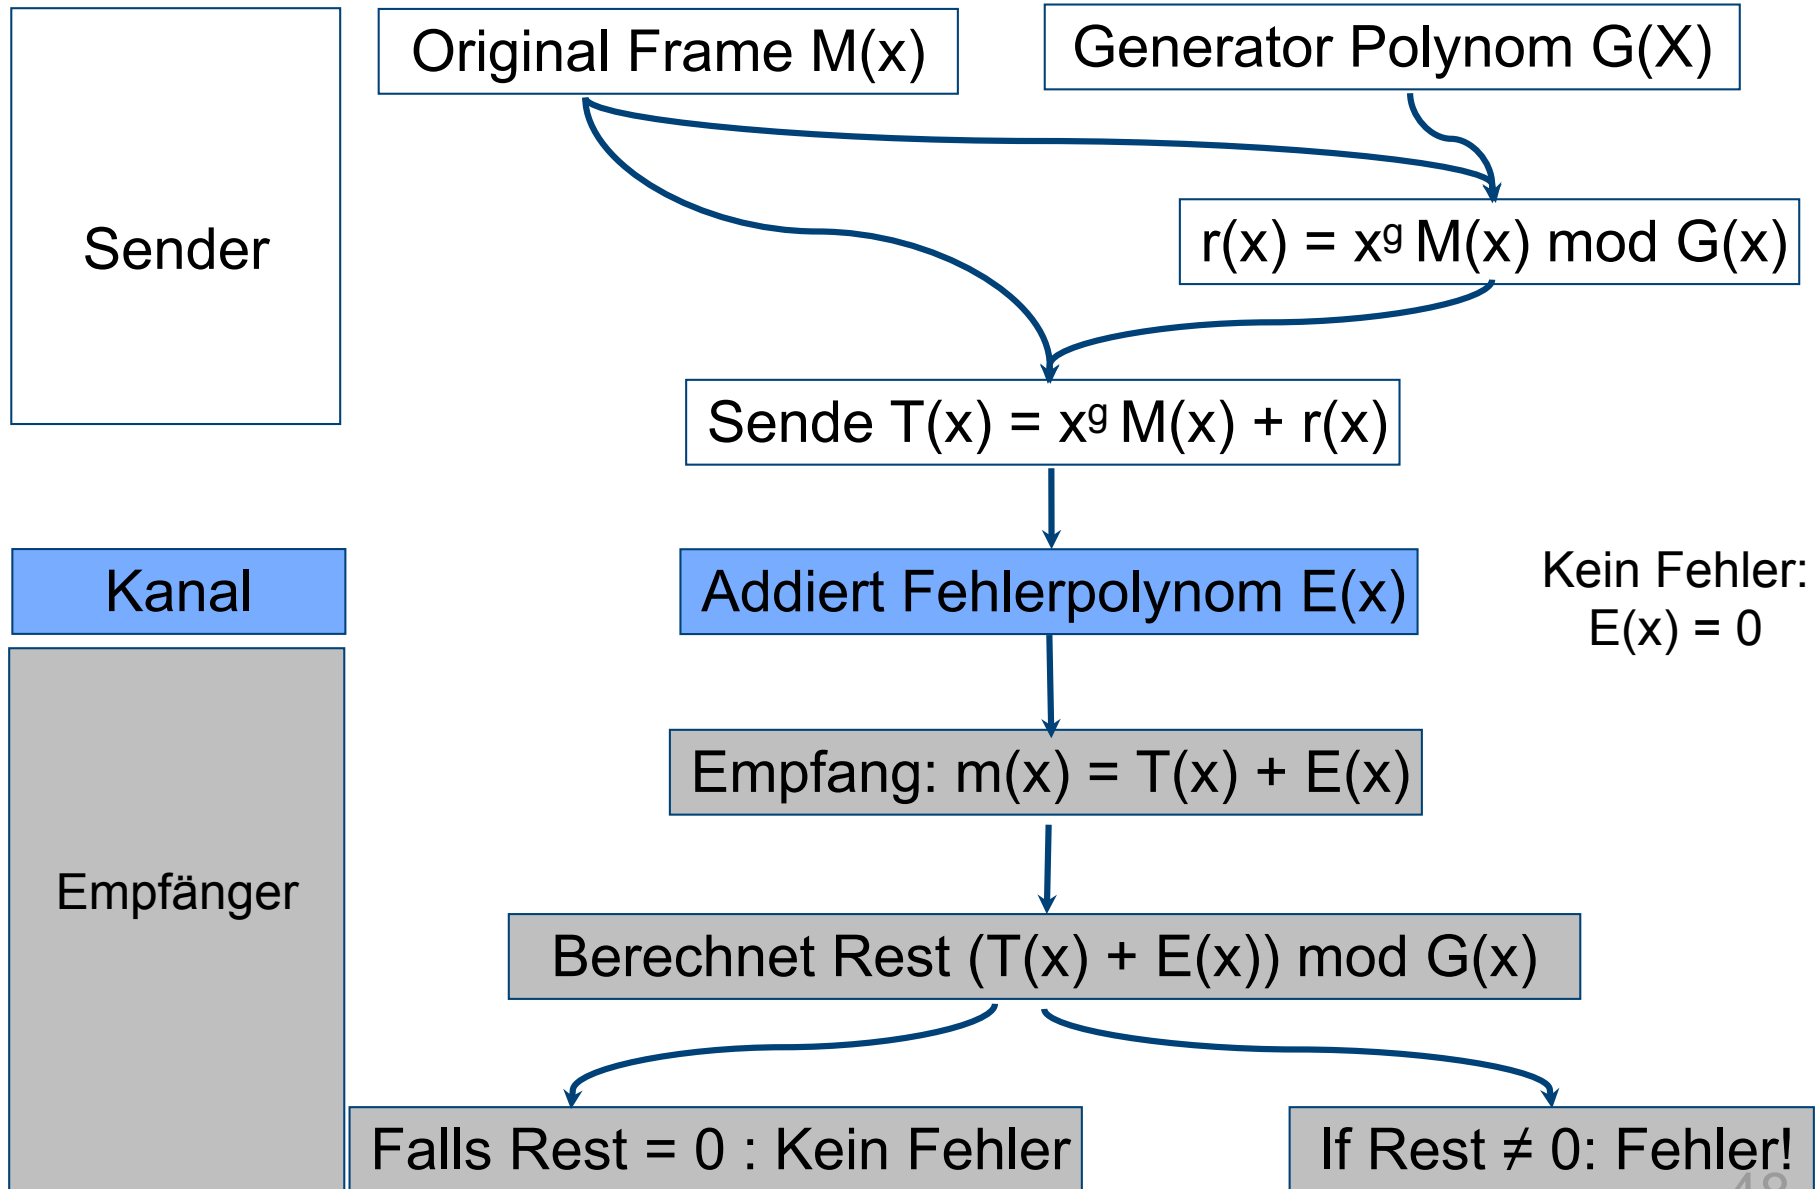 Original Frame M(x)
Generator Polynom G(X)
Sender
r(x) = xᵍ M(x) mod G(x)
Sende T(x) = xᵍ M(x) + r(x)
Kanal
Addiert Fehlerpolynom E(x)
Kein Fehler:
E(x) = 0
Empfang: m(x) = T(x) + E(x)
Empfänger
Berechnet Rest (T(x) + E(x)) mod G(x)
Falls Rest = 0 : Kein Fehler
If Rest ≠ 0: Fehler!
48